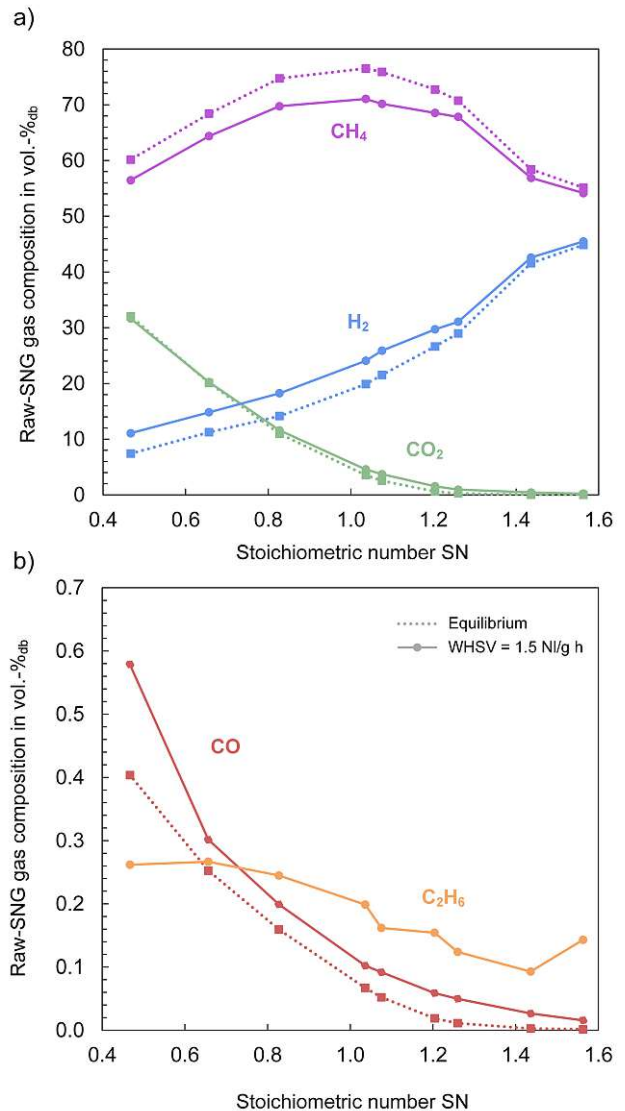 a)
Raw-SNG gas composition in vol.-%db
80
70
60
50
40
30
20
10
0
CH4
H2
CO2
0.4 0.6 0.8 1.0 1.2 1.4 1.6
Stoichiometric number SN
b)
Raw-SNG gas composition in vol.-%db
0.7
0.6
0.5
0.4
0.3
0.2
0.1
0.0
Equilibrium
WHSV = 1.5 Nl/g h
CO
C2H6
0.4 0.6 0.8 1.0 1.2 1.4 1.6
Stoichiometric number SN